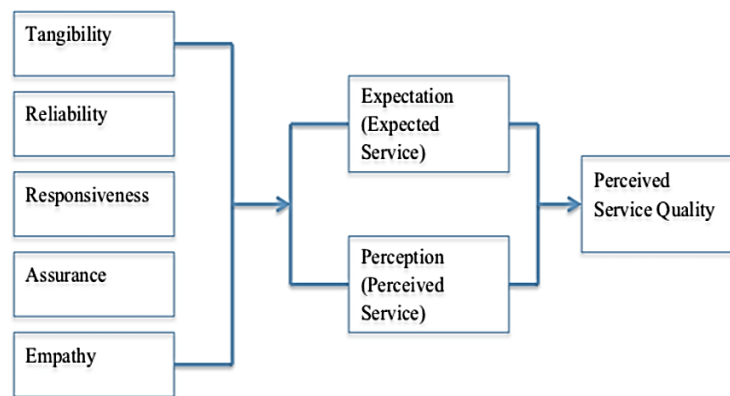 Tangibility
Reliability
Responsiveness
Assurance
Empathy
Expectation
(Expected
Service)
Perception
(Perceived
Service)
Perceived
Service Quality